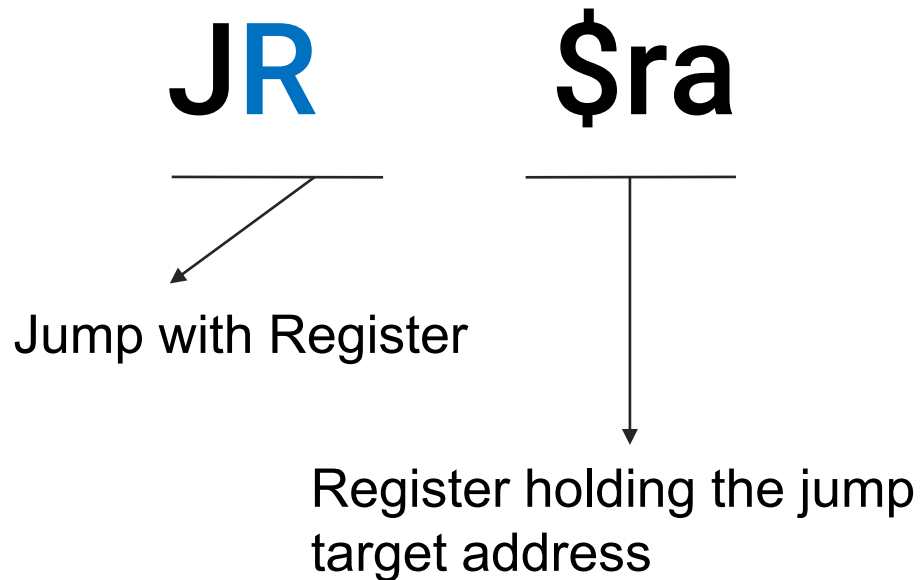 JR $ra
Jump with Register
Register holding the jump
target address